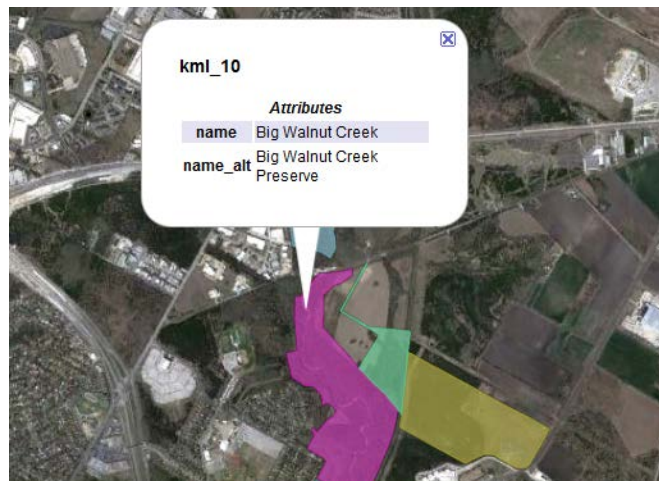 kml_10
Attributes
name Big Walnut Creek
name_alt Big Walnut Creek
Preserve